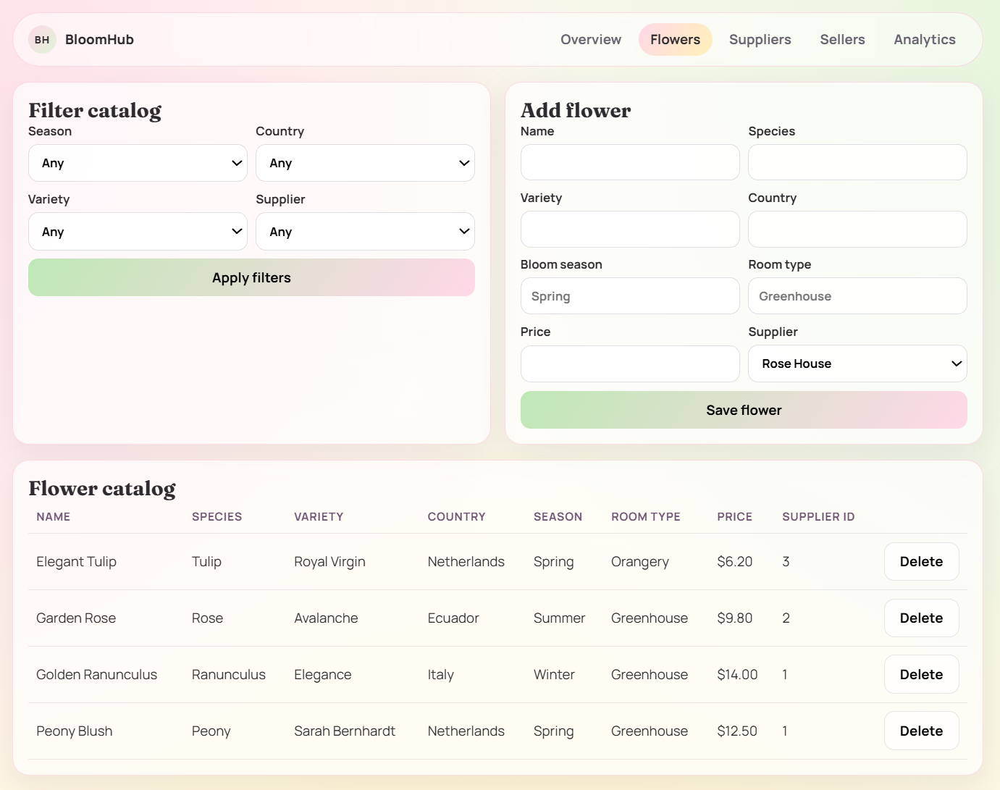 BH BloomHub Overview Flowers Suppliers Sellers Analytics
Filter catalog
Season Country
Any Any
Variety Supplier
Any Any
Apply filters
Add flower
Name Species
Variety Country
Bloom season Room type
Spring Greenhouse
Price Supplier
Rose House
Save flower
Flower catalog
NAME SPECIES VARIETY COUNTRY SEASON ROOM TYPE PRICE SUPPLIER ID
Elegant Tulip Tulip Royal Virgin Netherlands Spring Orangery $6.20 3 Delete
Garden Rose Rose Avalanche Ecuador Summer Greenhouse $9.80 2 Delete
Golden Ranunculus Ranunculus Elegance Italy Winter Greenhouse $14.00 1 Delete
Peony Blush Peony Sarah Bernhardt Netherlands Spring Greenhouse $12.50 1 Delete